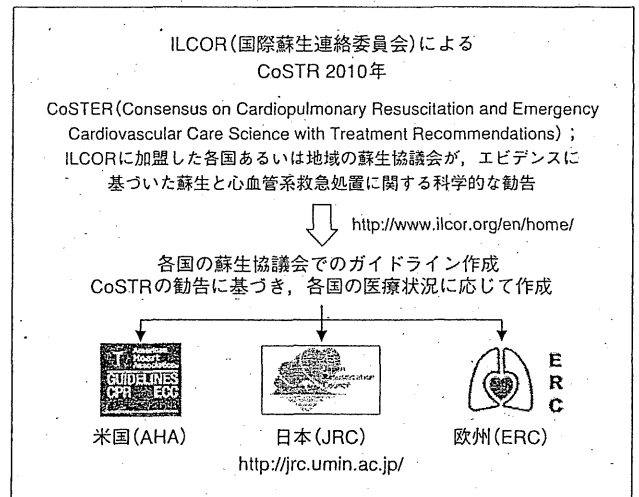 ILCOR(国際蘇生連絡委員会)による
CoSTR 2010年
CoSTER(Consensus on Cardiopulmonary Resuscitation and Emergency
Cardiovascular Care Science with Treatment Recommendations);
ILCORに加盟した各国あるいは地域の蘇生協議会が,エビデンスに
基づいた蘇生と心血管系救急処置に関する科学的な勧告
http://www.ilcor.org/en/home/
各国の蘇生協議会でのガイドライン作成
CoSTRの勧告に基づき,各国の医療状況に応じて作成
Heart
GUIDELINES
CPR ECC
Japan
Resuscitation
Council
E
R
C
米国(AHA)
日本(JRC)
欧州(ERC)
http://jrc.umin.ac.jp/